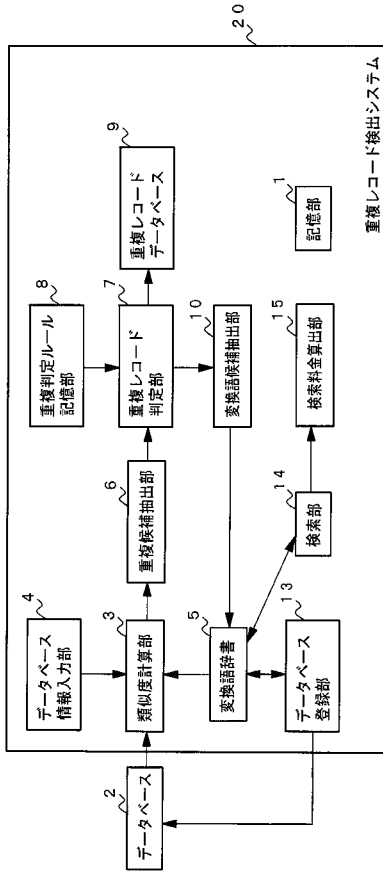 20
重複レコード検出システム
4
データベース
情報入力部
8
重複判定ルール
記憶部
9
重複レコード
データベース
2
データベース
3
類似度計算部
6
重複候補抽出部
7
重複レコード
判定部
5
変換語辞書
10
変換語候補抽出部
1
記憶部
13
データベース
登録部
14
検索部
15
検索料金算出部